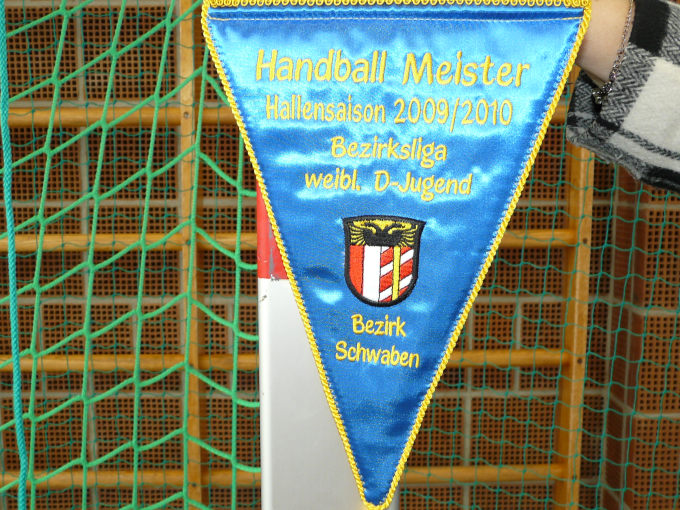 Handball Meister
Hallensaison 2009/2010
Bezirksliga
weibl. D-Jugend
Bezirk
Schwaben